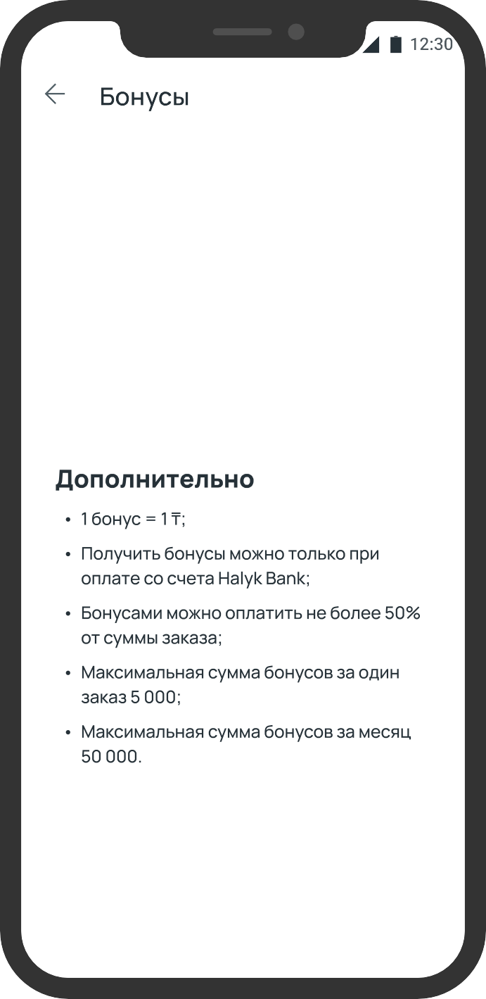 12:30
Бонусы
Дополнительно
• 1 бонус = 1 ₸;
• Получить бонусы можно только при
оплате со счета Halyk Bank;
• Бонусами можно оплатить не более 50%
от суммы заказа;
• Максимальная сумма бонусов за один
заказ 5 000;
• Максимальная сумма бонусов за месяц
50 000.